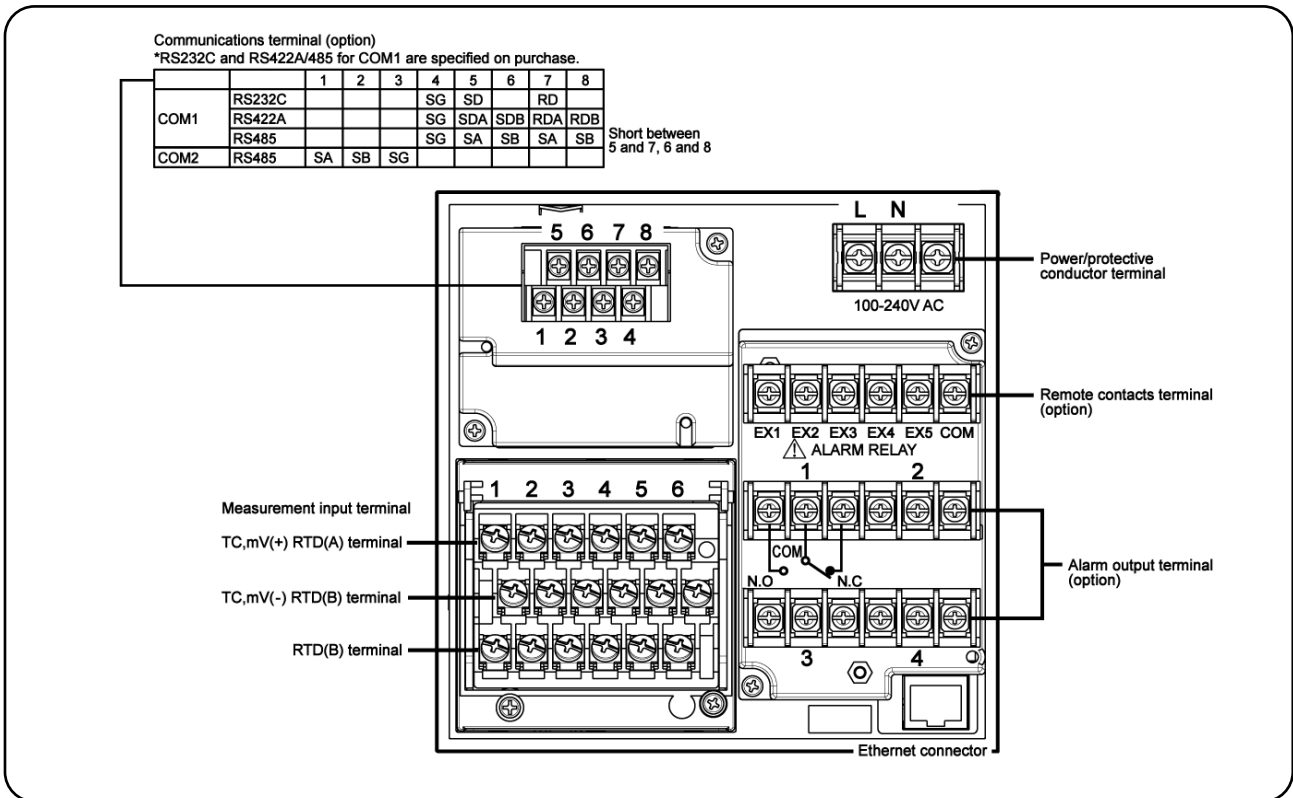 Communications terminal (option)
*RS232C and RS422A/485 for COM1 are specified on purchase.
1 2 3 4 5 6 7 8
COM1 RS232C SG SD RD
RS422A SG SDA SDB RDA RDB
RS485 SG SA SB SA SB
Short between
5 and 7, 6 and 8
COM2 RS485 SA SB SG
5 6 7 8
1 2 3 4
L N
100-240V AC
Power/protective
conductor terminal
Remote contacts terminal
(option)
EX1 EX2 EX3 EX4 EX5 COM
ALARM RELAY
1 2
COM
N.O N.C
3 4
Alarm output terminal
(option)
1 2 3 4 5 6
Measurement input terminal
TC,mV(+) RTD(A) terminal
TC,mV(-) RTD(B) terminal
RTD(B) terminal
Ethernet connector